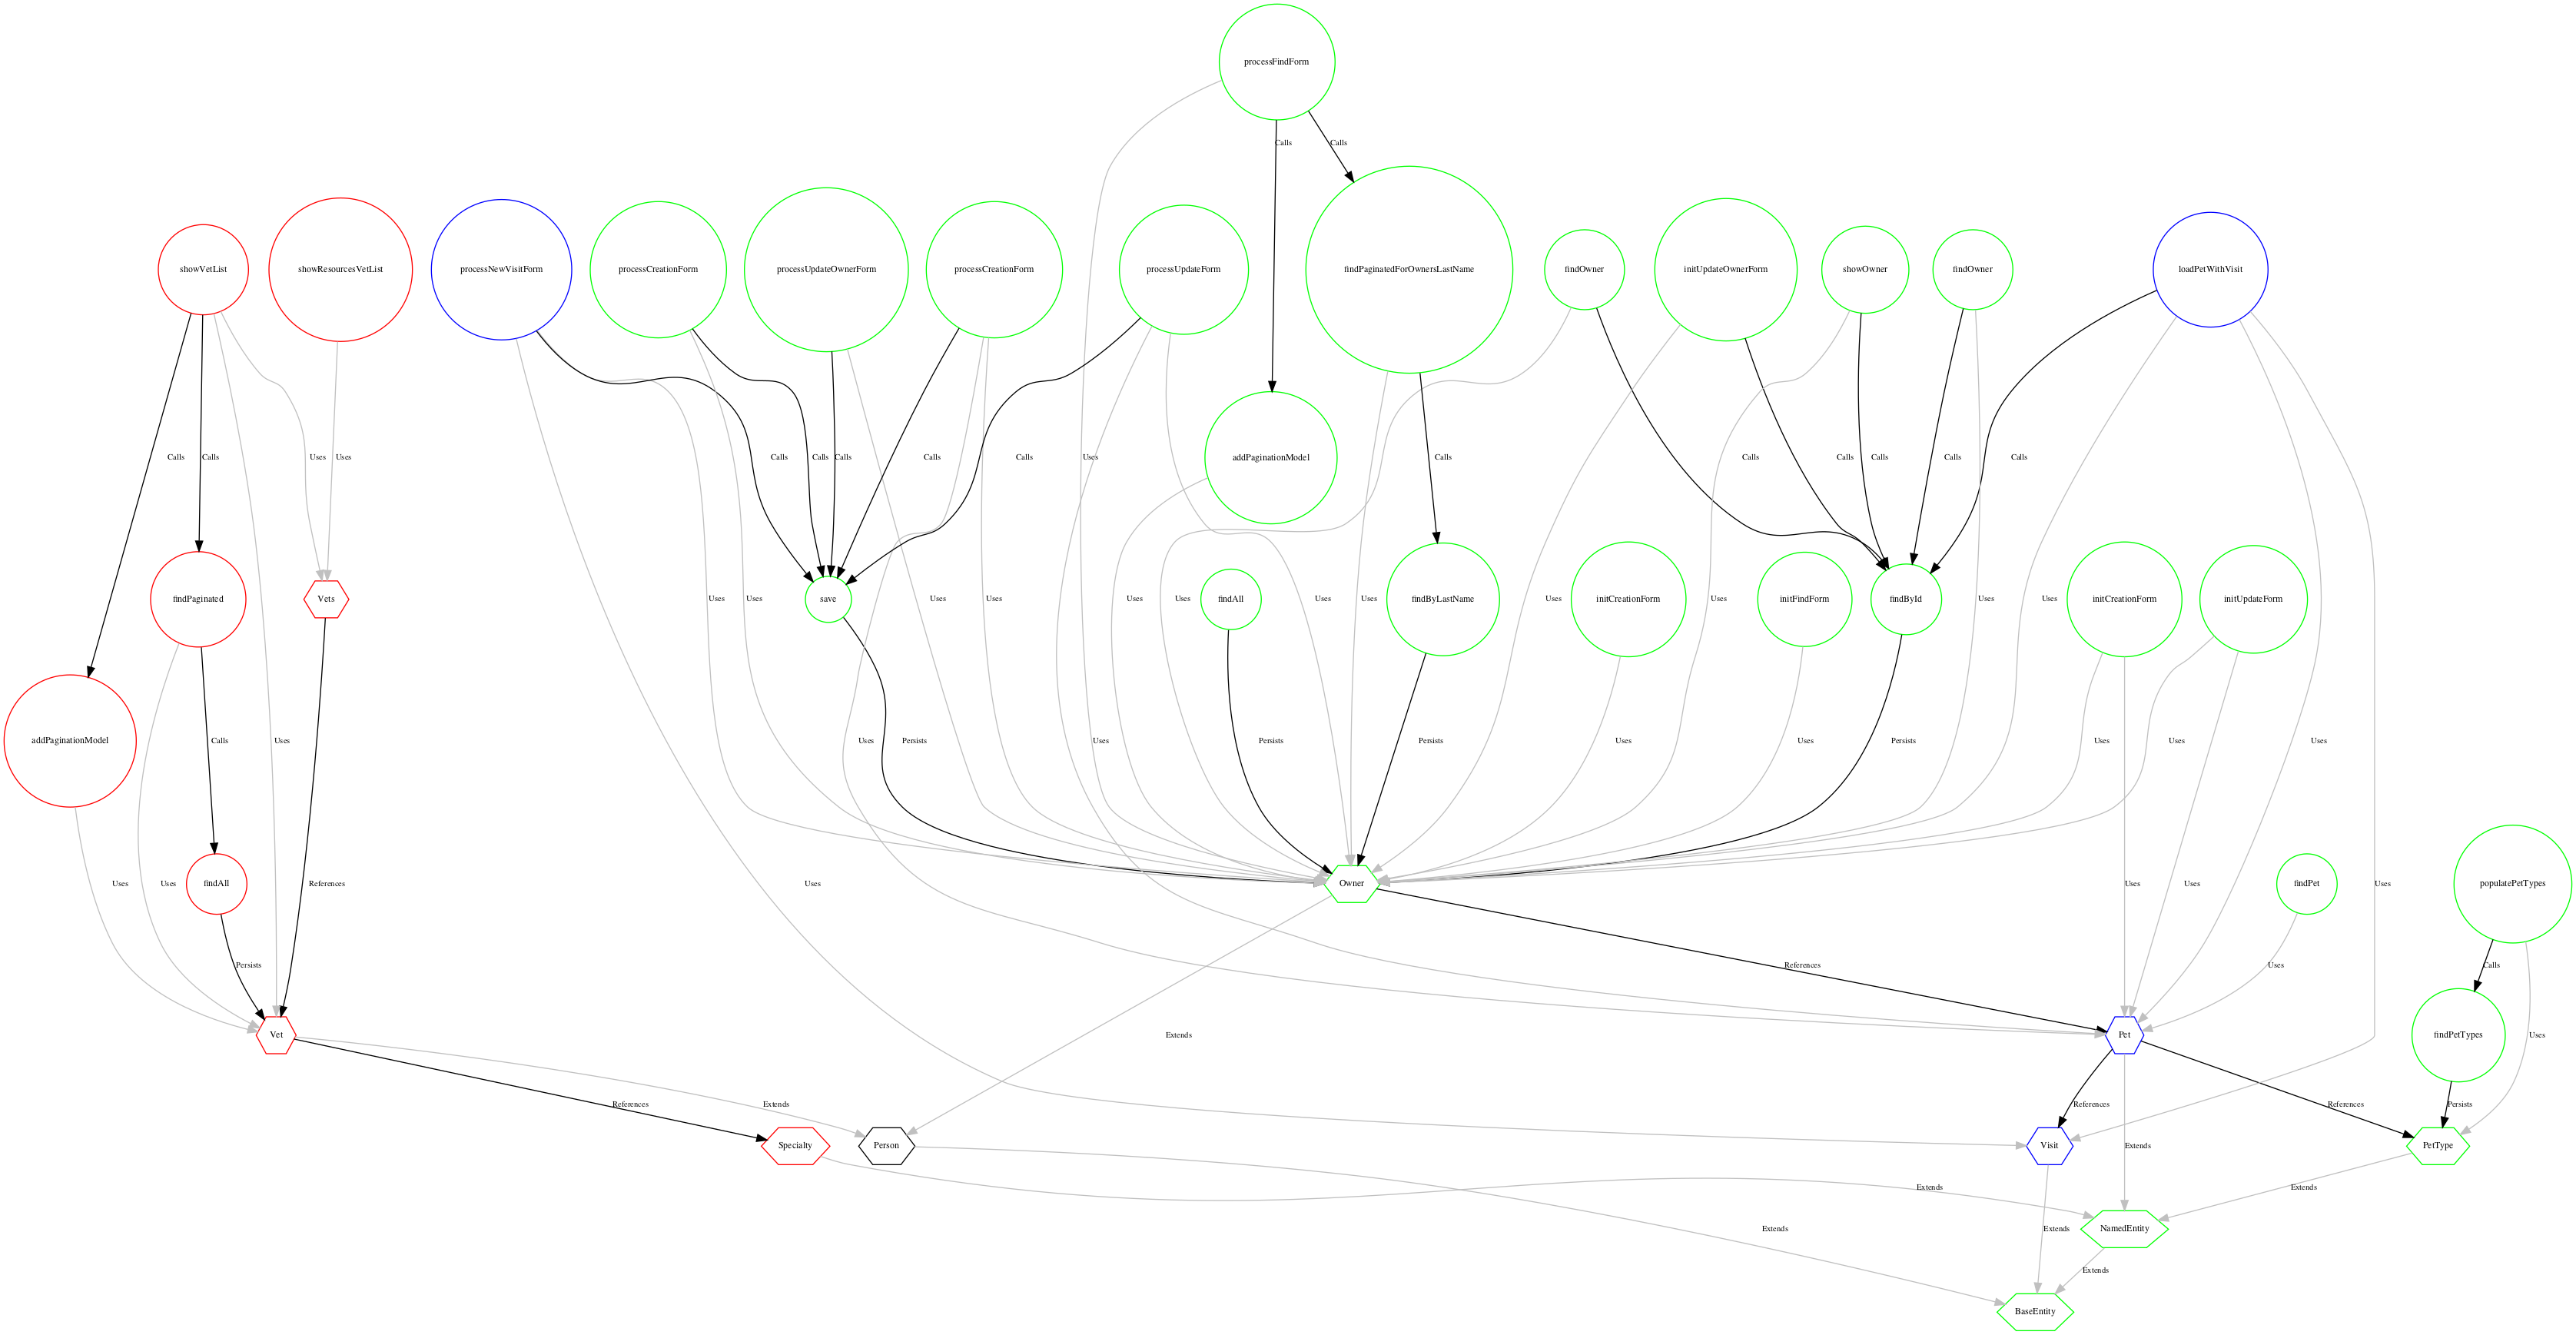 processFindForm
Calls
Calls
showVetList
showResourcesVetList
processNewVisitForm
processCreationForm
processUpdateOwnerForm
processCreationForm
processUpdateForm
findPaginatedForOwnersLastName
findOwner
initUpdateOwnerForm
showOwner
findOwner
loadPetWithVisit
Calls
Calls
Uses
Uses
Calls
Calls
Calls
Calls
Calls
Uses
addPaginationModel
Calls
Calls
Calls
Calls
Calls
Calls
findPaginated
Vets
Uses
Uses
save
Uses
Uses
Uses
Uses
findAll
Uses
Uses
findByLastName
Uses
initCreationForm
Uses
initFindForm
findById
Uses
Uses
initCreationForm
initUpdateForm
addPaginationModel
Calls
Uses
Uses
Persists
Uses
Persists
Persists
Uses
Uses
Persists
Uses
Uses
Uses
Uses
Uses
findAll
References
Uses
Owner
Uses
Uses
Uses
findPet
populatePetTypes
Persists
References
Uses
Calls
Vet
Extends
Pet
findPetTypes
Uses
References
Extends
References
References
Persists
Specialty
Person
Visit
Extends
PetType
Extends
Extends
Extends
Extends
NamedEntity
Extends
BaseEntity